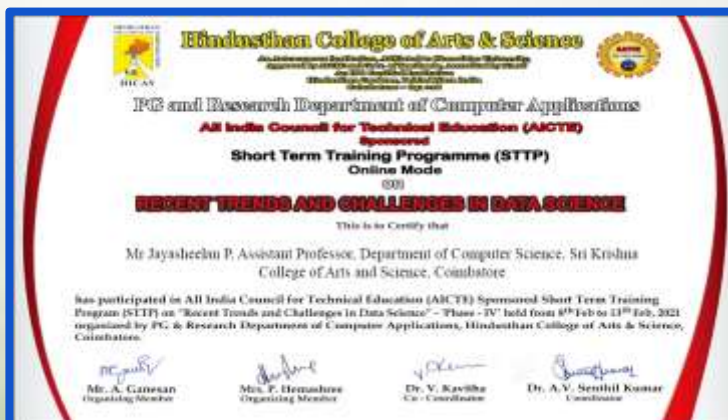 HICAS
Hindusthan College of Arts & Science
PG and Research Department of Computer Applications
All India Council for Technical Education (AICTE)
Sponsored
Short Term Training Programme (STTP)
Online Mode
on
RECENT TRENDS AND CHALLENGES IN DATA SCIENCE
This is to Certify that
Mr Jayasheelan P, Assistant Professor, Department of Computer Science, Sri Krishna
College of Arts and Science, Coimbatore
has participated in All India Council for Technical Education (AICTE) Sponsored Short Term Training
Program (STTP) on "Recent Trends and Challenges in Data Science" – 'Phase - IV' held from 8th Feb to 13th Feb, 2021
organized by PG & Research Department of Computer Applications, Hindusthan College of Arts & Science,
Coimbatore.
Mr. A. Ganesan Mrs. P. Hemashree Dr. V. Kavitha Dr. A.V. Senthil Kumar
Organizing Member Organizing Member Co - Coordinator Coordinator